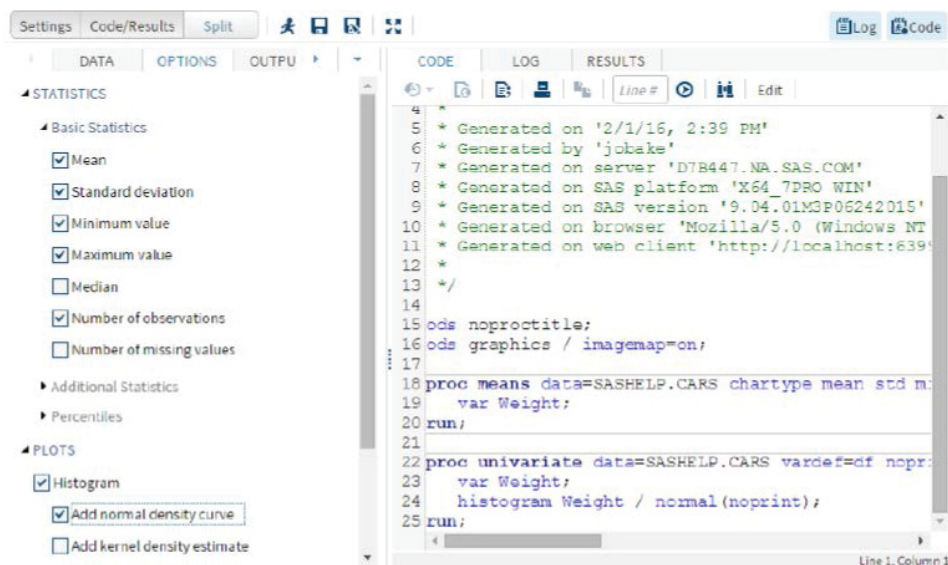 Settings Code/Results Split
Log Code
DATA OPTIONS OUTPU
STATISTICS
Basic Statistics
Mean
Standard deviation
Minimum value
Maximum value
Median
Number of observations
Number of missing values
Additional Statistics
Percentiles
PLOTS
Histogram
Add normal density curve
Add kernel density estimate
CODE LOG RESULTS
Line # Edit
4 *
5 * Generated on '2/1/16, 2:39 PM'
6 * Generated by 'jobake'
7 * Generated on server 'D7B447.NA.SAS.COM'
8 * Generated on SAS platform 'X64_7PRO WIN'
9 * Generated on SAS version '9.04.01M3P06242015'
10 * Generated on browser 'Mozilla/5.0 (Windows NT
11 * Generated on web client 'http://localhost:639
12 *
13 */
14
15 ods noproctitle;
16 ods graphics / imagemap=on;
17
18 proc means data=SASHELP.CARS chartype mean std m
19 var Weight;
20 run;
21
22 proc univariate data=SASHELP.CARS vardef=df nopr
23 var Weight;
24 histogram Weight / normal(noprint);
25 run;
Line 1, Column 1